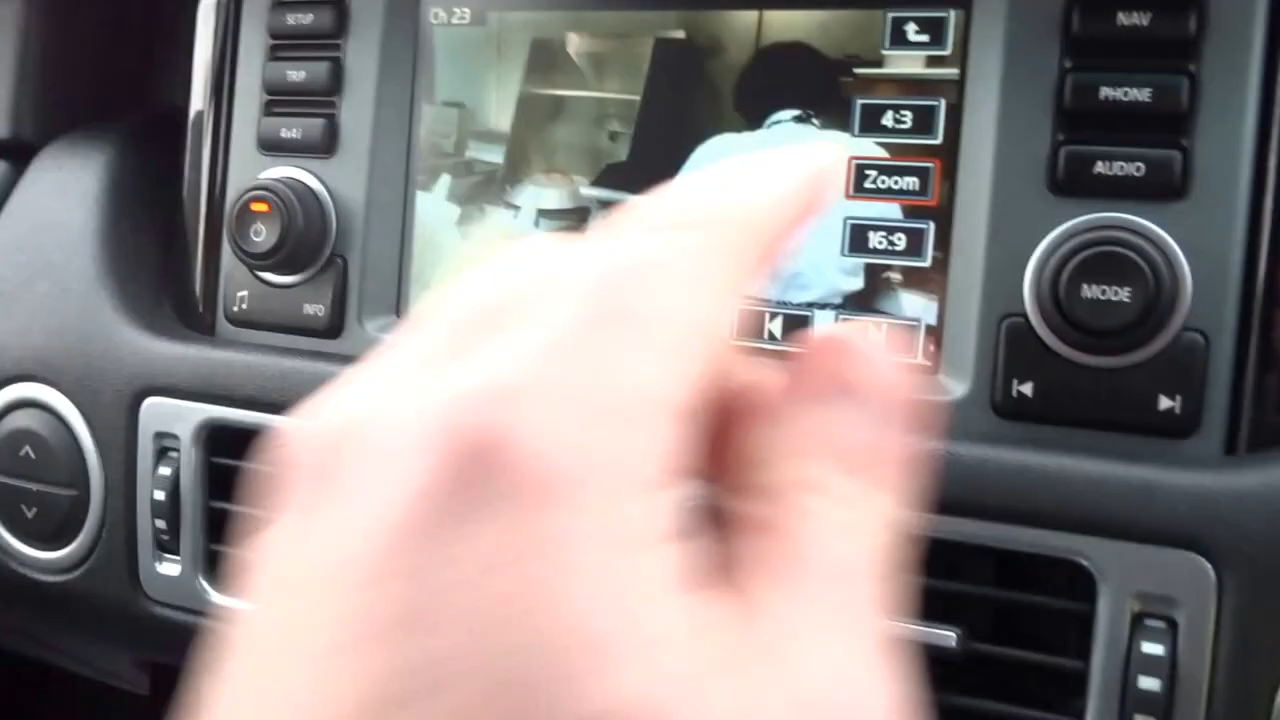 SETUP
TRIP
4x4i
INFO
Ch 23
4:3
Zoom
16:9
NAV
PHONE
AUDIO
MODE